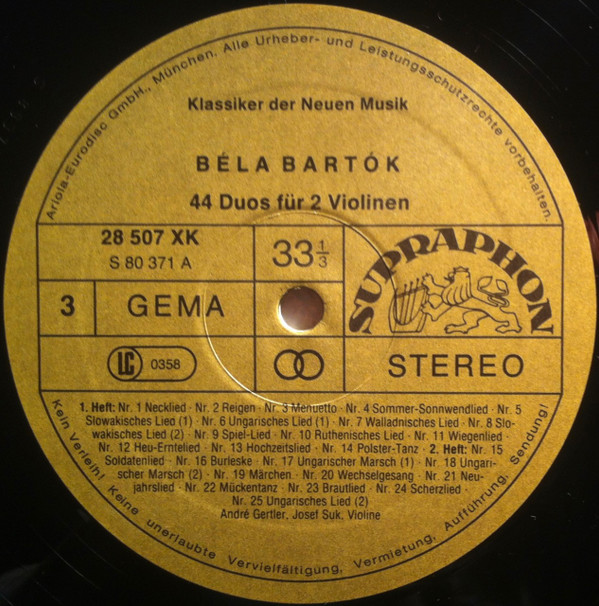 Ariola-Eurodisc GmbH., München. Alle Urheber- und Leistungsschutzrechte vorbehalten.
Klassiker der Neuen Musik
BÉLA BARTÓK
44 Duos für 2 Violinen
28 507 XK
S 80 371 A
33 1/3
SUPRAPHON
3
GEMA
LC 0358
STEREO
1. Heft: Nr. 1 Necklied · Nr. 2 Reigen · Nr. 3 Menuetto · Nr. 4 Sommer-Sonnwendlied · Nr. 5
Slowakisches Lied (1) · Nr. 6 Ungarisches Lied (1) · Nr. 7 Walladnisches Lied · Nr. 8 Slo-
wakisches Lied (2) · Nr. 9 Spiel-Lied · Nr. 10 Ruthenisches Lied · Nr. 11 Wiegenlied ·
Nr. 12 Heu-Erntelied · Nr. 13 Hochzeitslied · Nr. 14 Polster-Tanz · 2. Heft: Nr. 15
Soldatenlied · Nr. 16 Burleske · Nr. 17 Ungarischer Marsch (1) · Nr. 18 Ungari-
scher Marsch (2) · Nr. 19 Märchen · Nr. 20 Wechselgesang · Nr. 21 Neu-
jahrslied · Nr. 22 Mückentanz · Nr. 23 Brautlied · Nr. 24 Scherzlied ·
Nr. 25 Ungarisches Lied (2)
André Gertler, Josef Suk, Violine
Kein Verleih! Keine unerlaubte Vervielfältigung, Vermietung, Aufführung, Sendung!